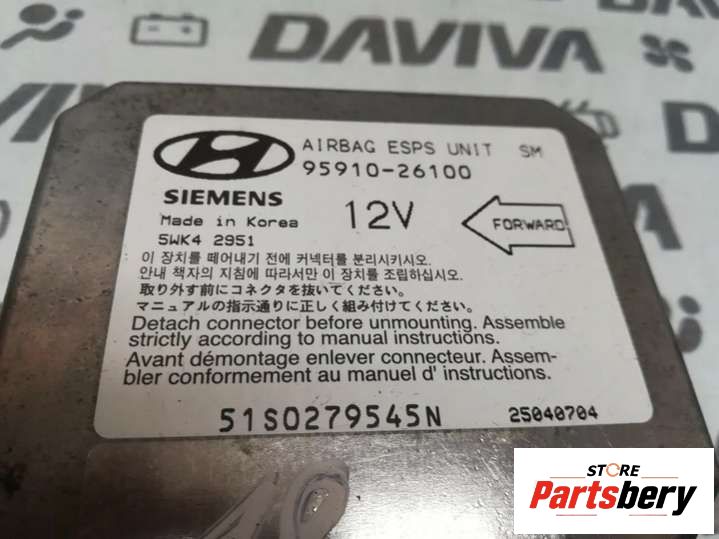 DAVIVA
DAVIVA
AIRBAG ESPS UNIT SM
95910-26100
SIEMENS
12V
FORWARD
Made in Korea
5WK4 2951
이 장치를 떼어내기 전에 커넥터를 분리시키시오.
안내 책자의 지침에 따라서만 이 장치를 조립하십시오.
取り外す前にコネクタを抜いてください。
マニュアルの指示通りに正しく組み付けてください。
Detach connector before unmounting. Assemble
strictly according to manual instructions.
Avant démontage enlever connecteur. Assem-
bler conformement au manuel d' instructions.
51S0279545N
25040704
STORE
Partsbery